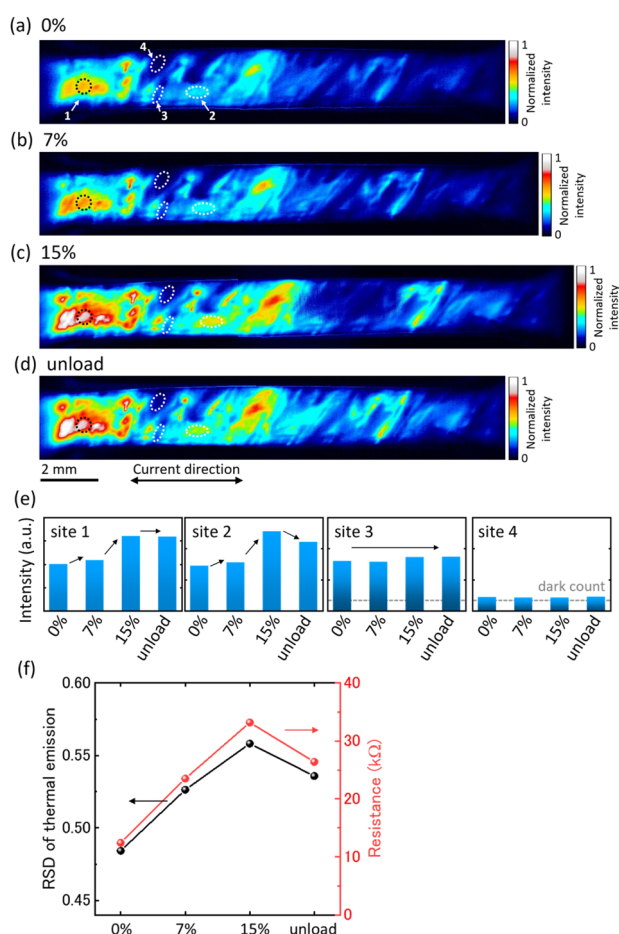 (a) 0%
4
1
3
2
1
0
Normalized
intensity
(b) 7%
1
0
Normalized
intensity
(c) 15%
1
0
Normalized
intensity
(d) unload
1
0
Normalized
intensity
2 mm
Current direction
(e)
Intensity (a.u.)
site 1
site 2
site 3
site 4
dark count
0%
7%
15%
unload
0%
7%
15%
unload
0%
7%
15%
unload
0%
7%
15%
unload
(f)
RSD of thermal emission
0.60
0.55
0.50
0.45
40
30
20
10
0
Resistance (kΩ)
0%
7%
15%
unload